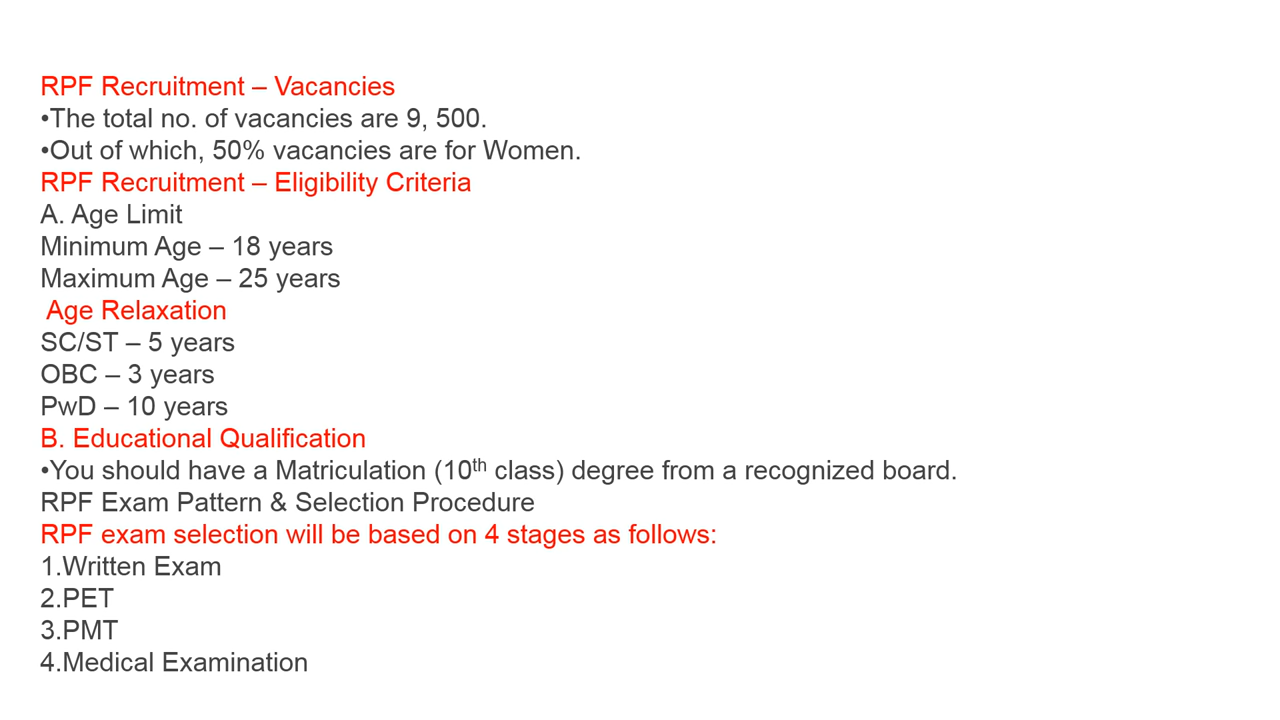 RPF Recruitment – Vacancies
•The total no. of vacancies are 9, 500.
•Out of which, 50% vacancies are for Women.
RPF Recruitment – Eligibility Criteria
A. Age Limit
Minimum Age – 18 years
Maximum Age – 25 years
Age Relaxation
SC/ST – 5 years
OBC – 3 years
PwD – 10 years
B. Educational Qualification
•You should have a Matriculation (10th class) degree from a recognized board.
RPF Exam Pattern & Selection Procedure
RPF exam selection will be based on 4 stages as follows:
1.Written Exam
2.PET
3.PMT
4.Medical Examination